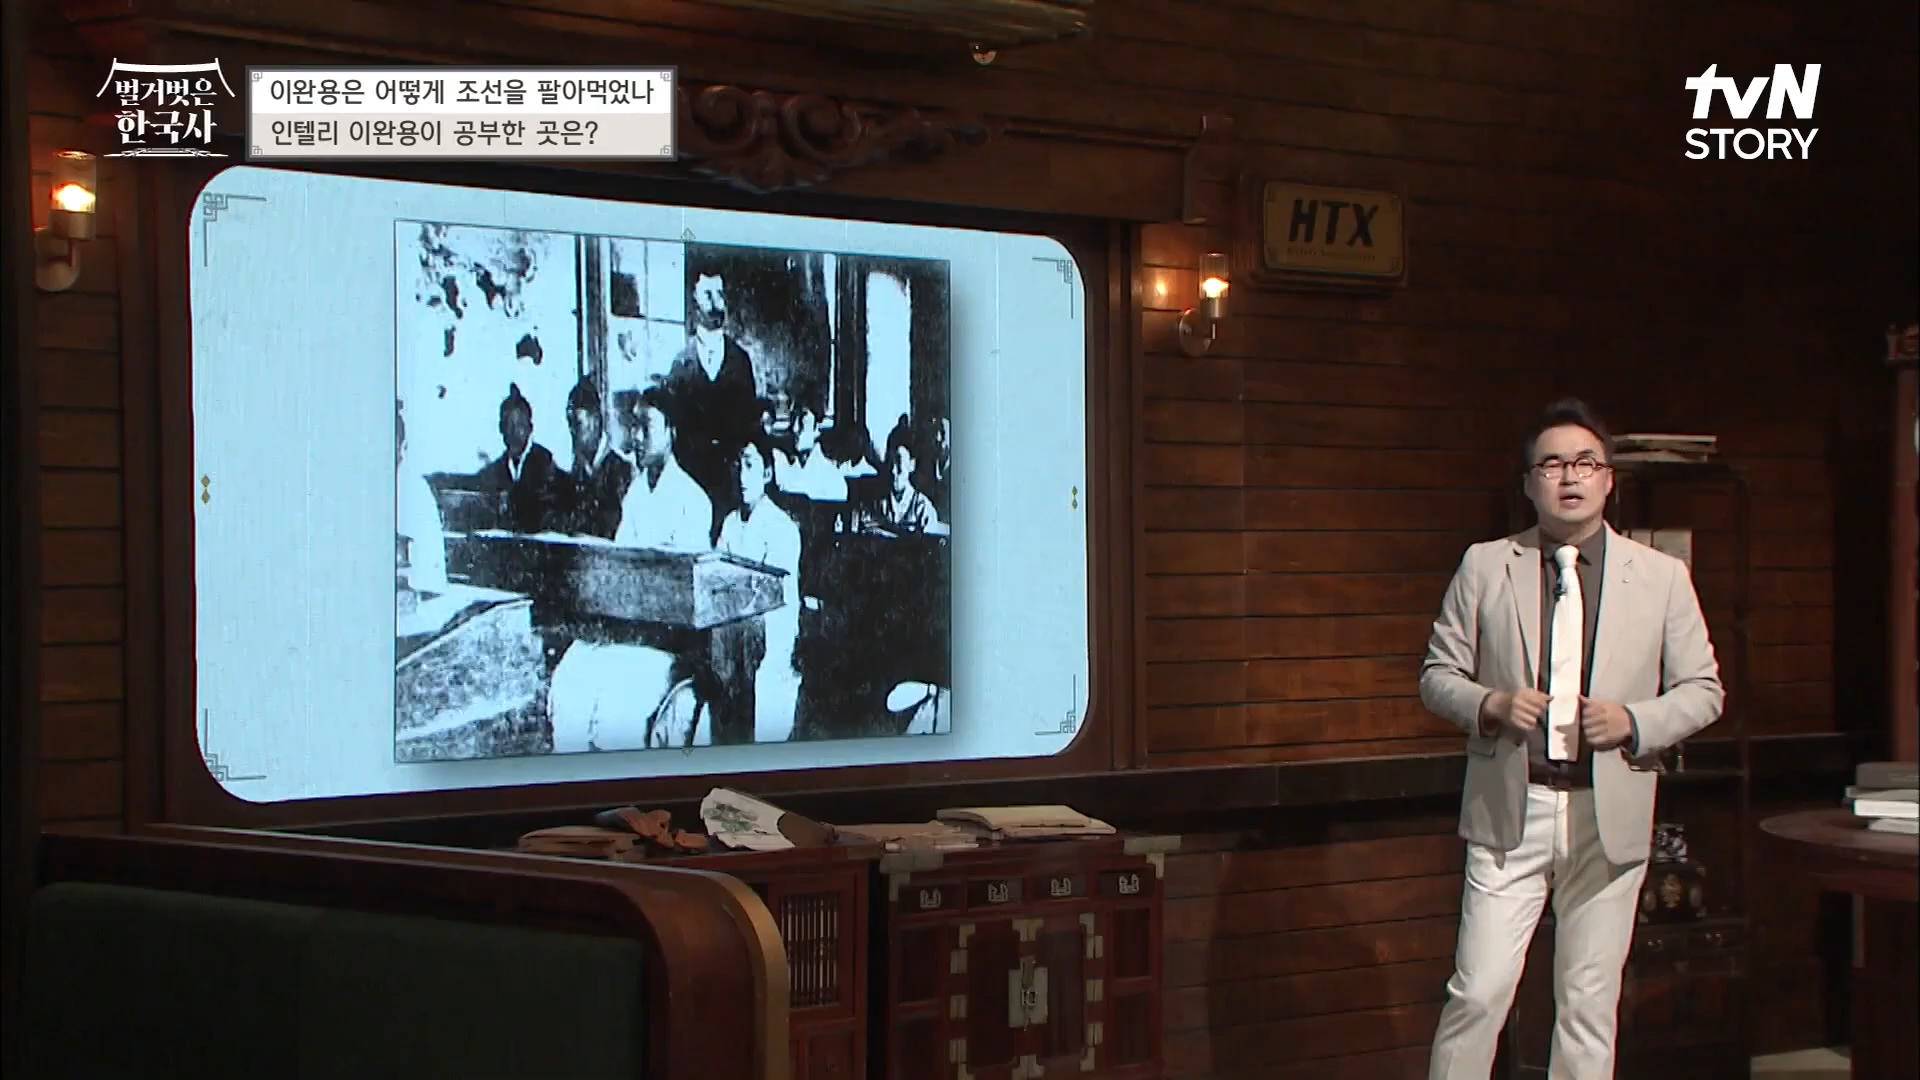 벌거벗은
한국사
이완용은 어떻게 조선을 팔아먹었나
인텔리 이완용이 공부한 곳은?
tvN
STORY
HTX